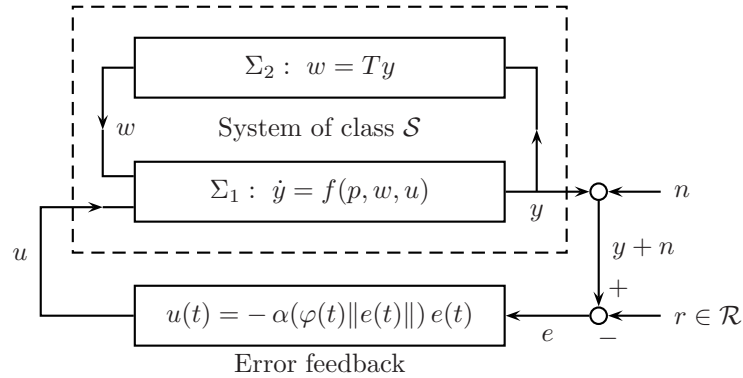 Σ₂ : w = Ty
w
System of class 𝒮
Σ₁ : ẏ = f(p, w, u)
y
n
u
y + n
+
u(t) = − α(φ(t)‖e(t)‖) e(t)
e
−
r ∈ ℛ
Error feedback